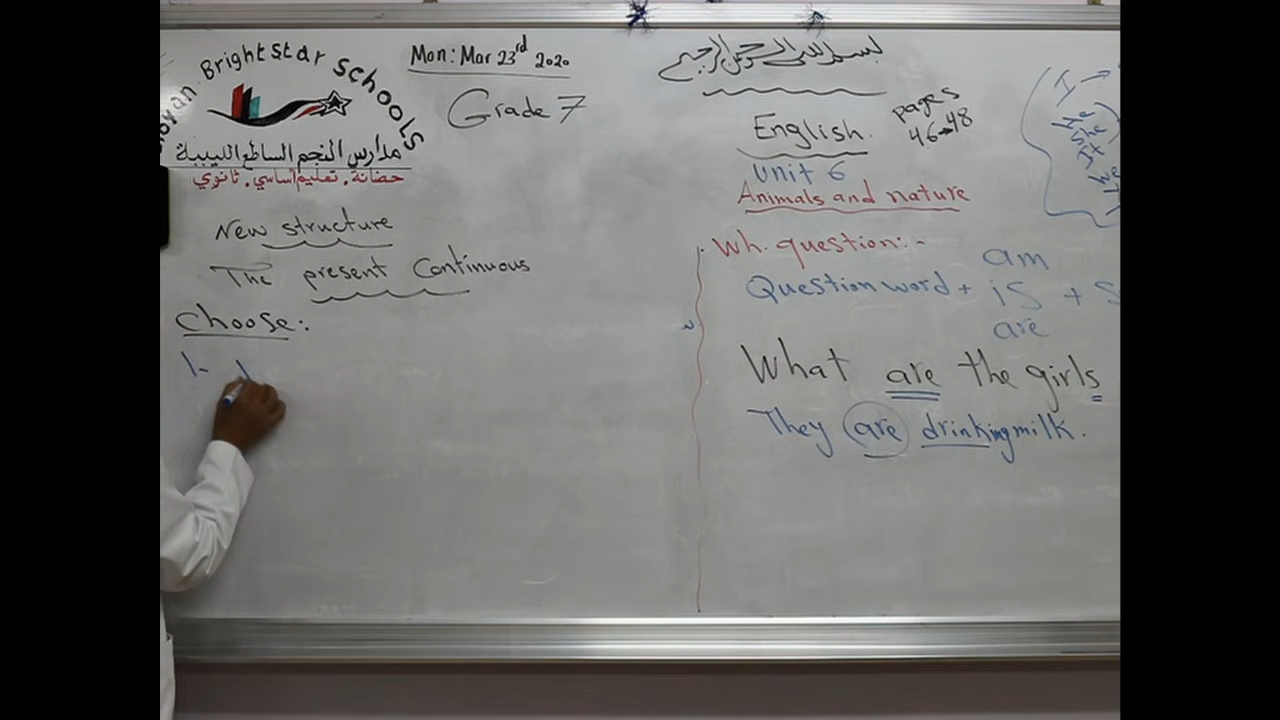 Libyan Bright Star Schools
مدارس النجم الساطع الليبية
حضانة . تعليم أساسي . ثانوي
Mon: Mar 23rd 2020
Grade 7
New structure
The present Continuous
Choose:
1-
بسم الله الرحمن الرحيم
English.
pages
46→48
Unit 6
Animals and nature
Wh. question:-
am
Question word + is + S
are
What are the girls
They are drinking milk.
I →
He
She
It
we